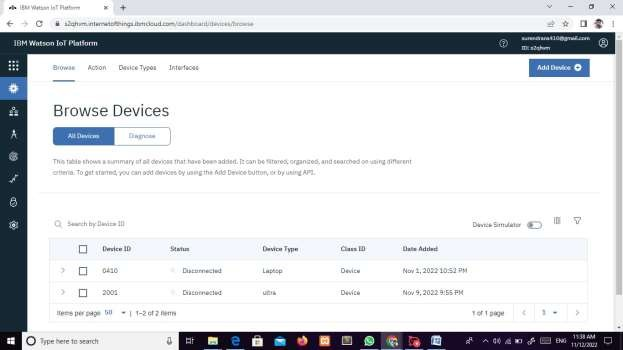 IBM Watson IoT Platform
s2qhxm.internetofthings.ibmcloud.com/dashboard/devices/browse
IBM Watson IoT Platform
surendrara410@gmail.com
ID: s2qhxm
Browse Action Device Types Interfaces
Add Device
Browse Devices
All Devices Diagnose
This table shows a summary of all devices that have been added. It can be filtered, organized, and searched on using different
criteria. To get started, you can add devices by using the Add Device button, or by using API.
Search by Device ID
Device Simulator
Device ID Status Device Type Class ID Date Added
0410 Disconnected Laptop Device Nov 1, 2022 10:52 PM
2001 Disconnected ultra Device Nov 9, 2022 9:55 PM
Items per page 50 | 1–2 of 2 items 1 of 1 page 1
Type here to search
ENG
11:38 AM
11/12/2022